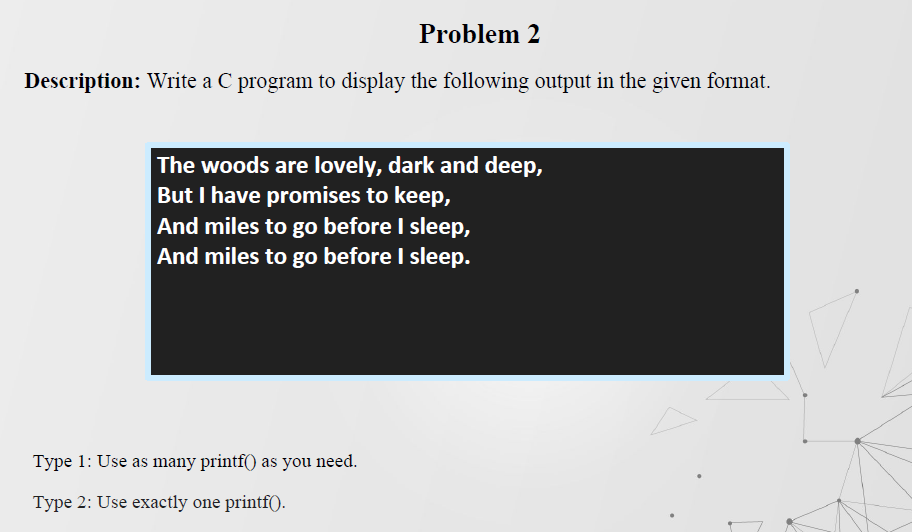 Problem 2
Description: Write a C program to display the following output in the given format.
The woods are lovely, dark and deep,
But I have promises to keep,
And miles to go before I sleep,
And miles to go before I sleep.
Type 1: Use as many printf() as you need.
Type 2: Use exactly one printf().